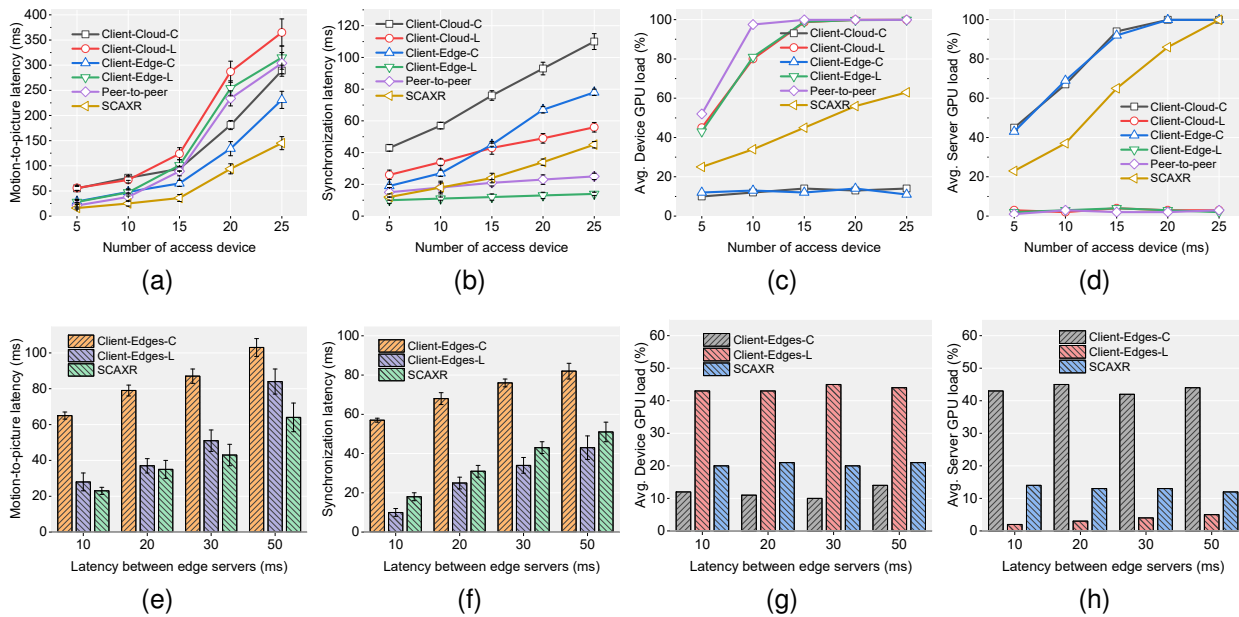 Motion-to-picture latency (ms)
400
350
300
250
200
150
100
50
0
Client-Cloud-C
Client-Cloud-L
Client-Edge-C
Client-Edge-L
Peer-to-peer
SCAXR
5 10 15 20 25
Number of access device
(a)
Synchronization latency (ms)
120
100
80
60
40
20
0
Client-Cloud-C
Client-Cloud-L
Client-Edge-C
Client-Edge-L
Peer-to-peer
SCAXR
5 10 15 20 25
Number of access device
(b)
Avg. Device GPU load (%)
100
80
60
40
20
0
Client-Cloud-C
Client-Cloud-L
Client-Edge-C
Client-Edge-L
Peer-to-peer
SCAXR
5 10 15 20 25
Number of access device
(c)
Avg. Server GPU load (%)
100
80
60
40
20
0
Client-Cloud-C
Client-Cloud-L
Client-Edge-C
Client-Edge-L
Peer-to-peer
SCAXR
5 10 15 20 25
Number of access device (ms)
(d)
Motion-to-picture latency (ms)
100
80
60
40
20
0
Client-Edges-C
Client-Edges-L
SCAXR
10 20 30 50
Latency between edge servers (ms)
(e)
Synchronization latency (ms)
100
80
60
40
20
0
Client-Edges-C
Client-Edges-L
SCAXR
10 20 30 50
Latency between edge servers (ms)
(f)
Avg. Device GPU load (%)
60
50
40
30
20
10
0
Client-Edges-C
Client-Edges-L
SCAXR
10 20 30 50
Latency between edge servers (ms)
(g)
Avg. Server GPU load (%)
60
50
40
30
20
10
0
Client-Edges-C
Client-Edges-L
SCAXR
10 20 30 50
Latency between edge servers (ms)
(h)